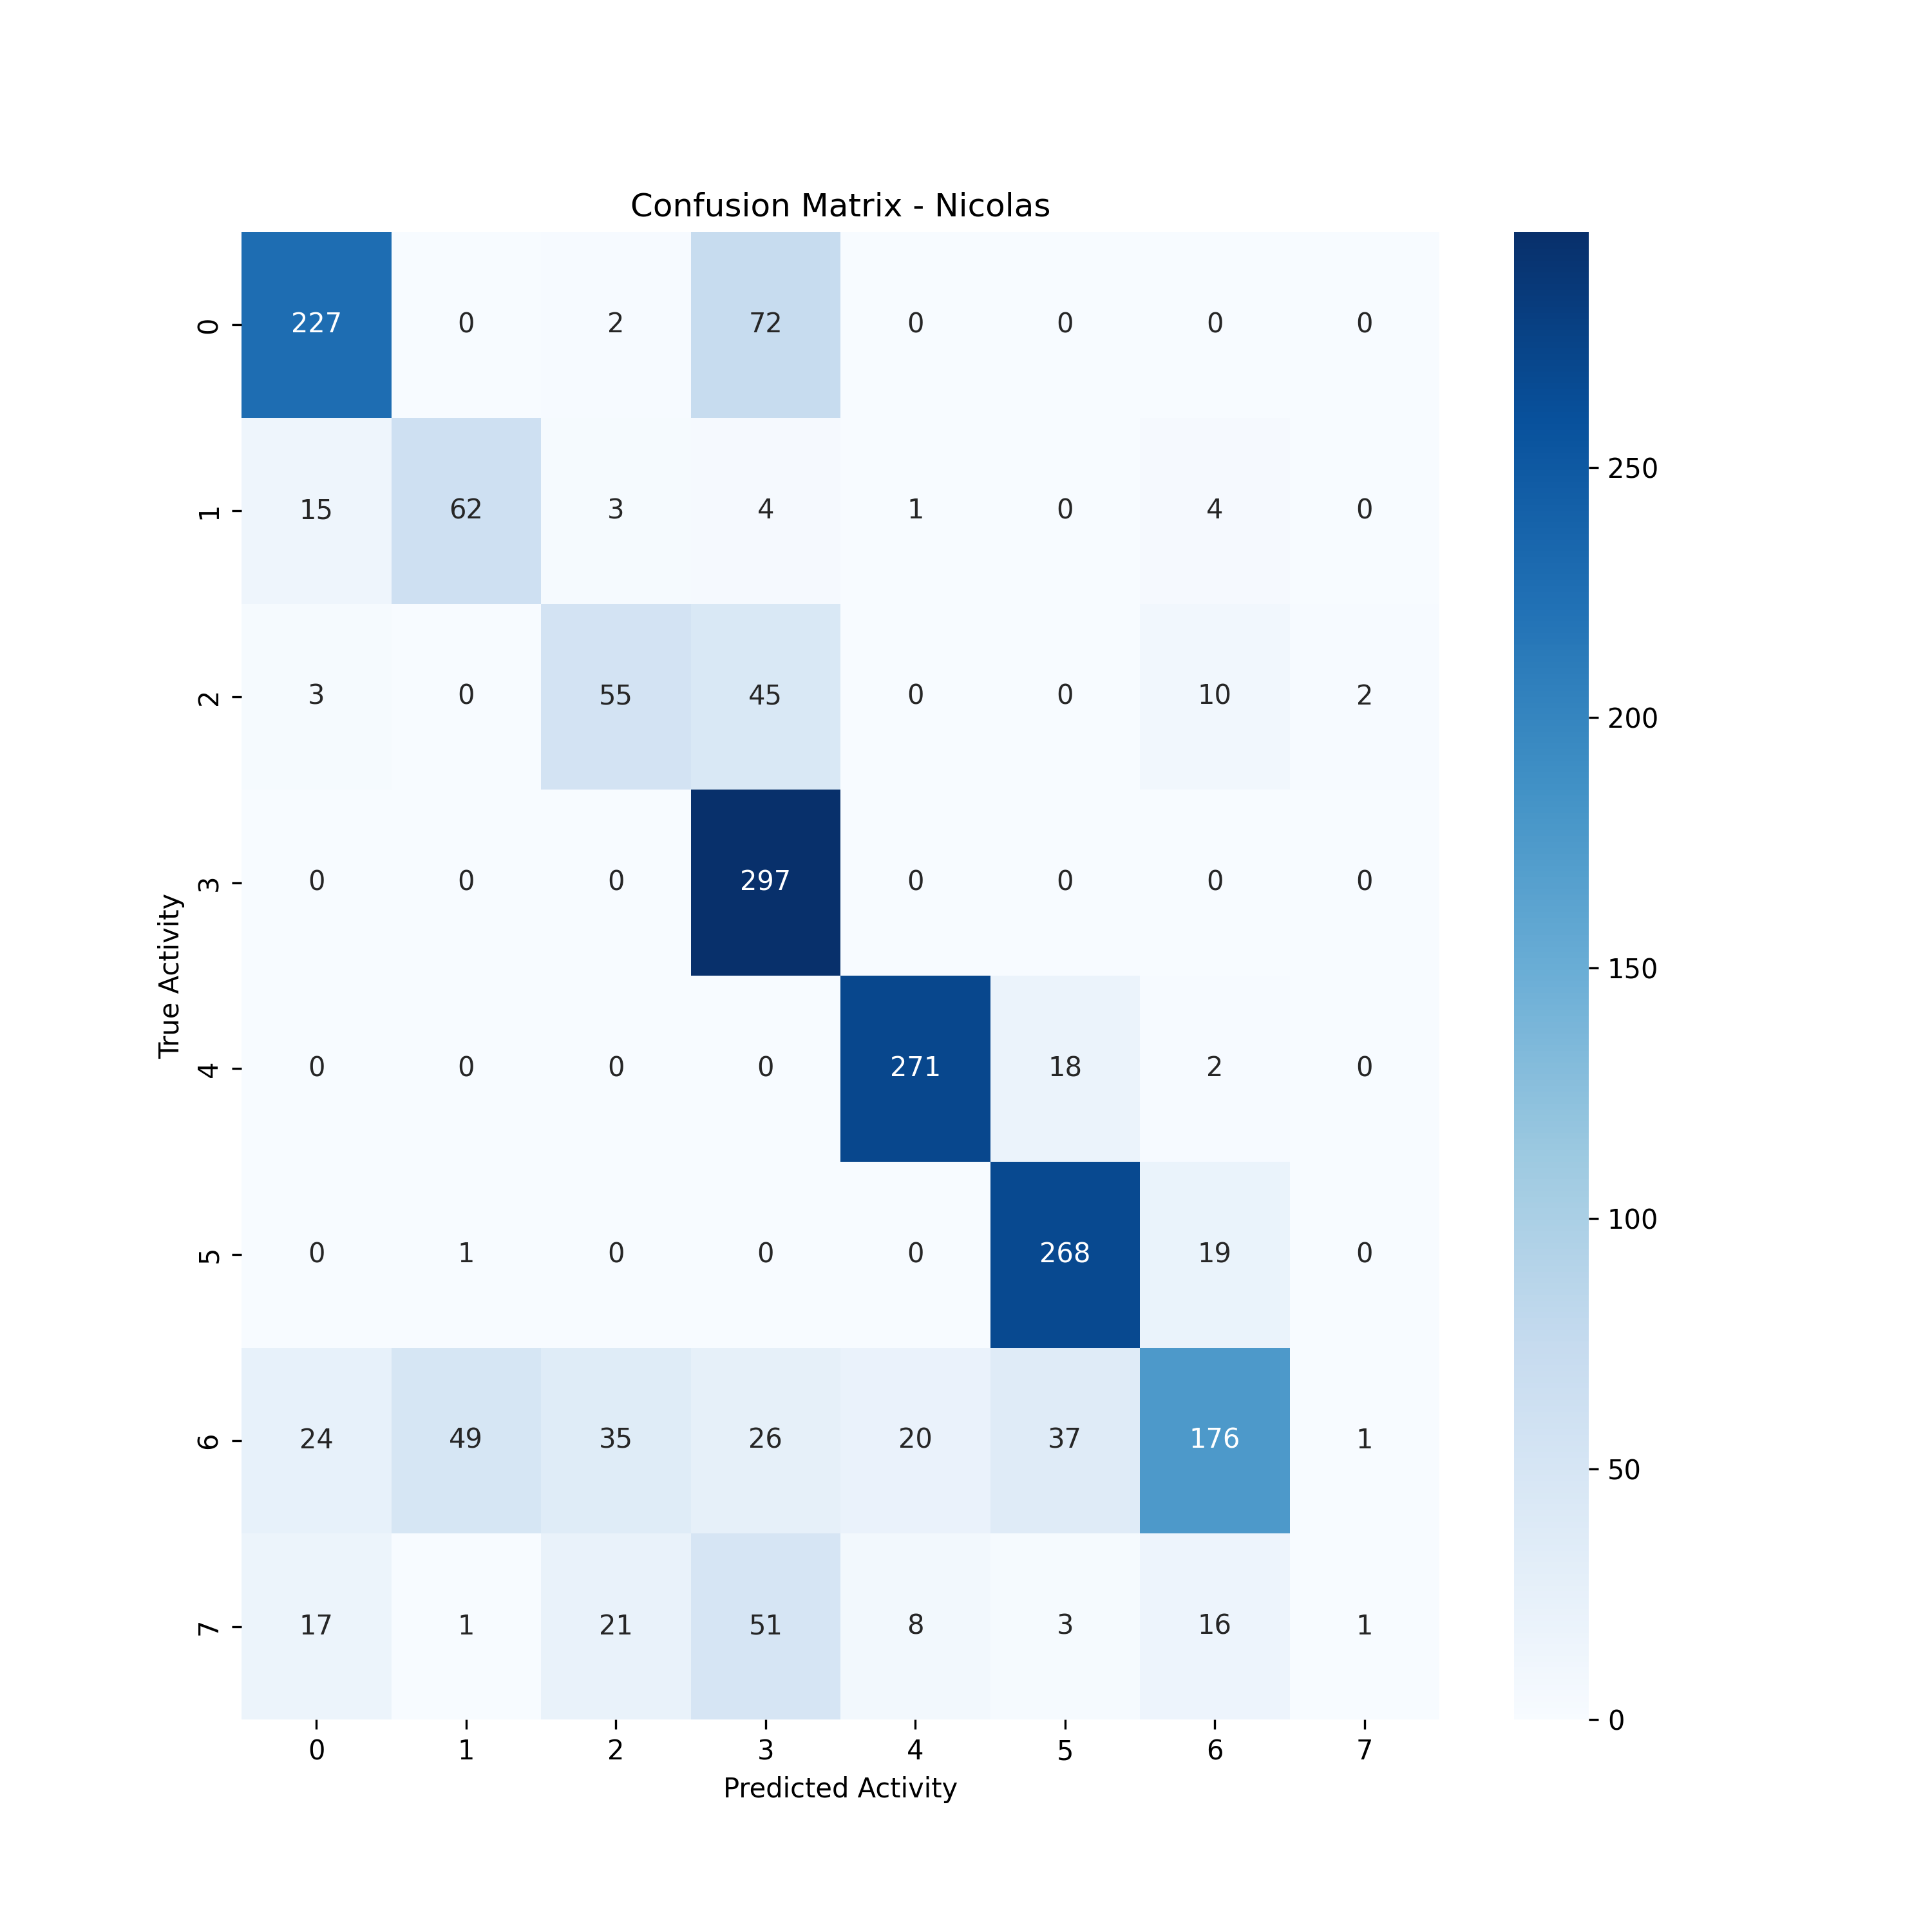 Confusion Matrix - Nicolas
0 227 0 2 72 0 0 0 0
1 15 62 3 4 1 0 4 0
2 3 0 55 45 0 0 10 2
3 0 0 0 297 0 0 0 0
4 0 0 0 0 271 18 2 0
5 0 1 0 0 0 268 19 0
6 24 49 35 26 20 37 176 1
7 17 1 21 51 8 3 16 1
0 1 2 3 4 5 6 7
True Activity
Predicted Activity
250
200
150
100
50
0